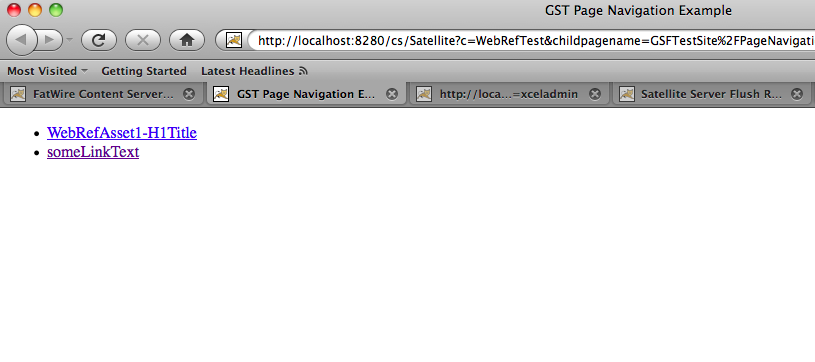 GST Page Navigation Example
http://localhost:8280/cs/Satellite?c=WebRefTest&childpagename=GSFTestSite%2FPageNavigati
Most Visited Getting Started Latest Headlines
FatWire Content Server... GST Page Navigation E... http://loca...=xceladmin Satellite Server Flush R...
WebRefAsset1-H1Title
someLinkText